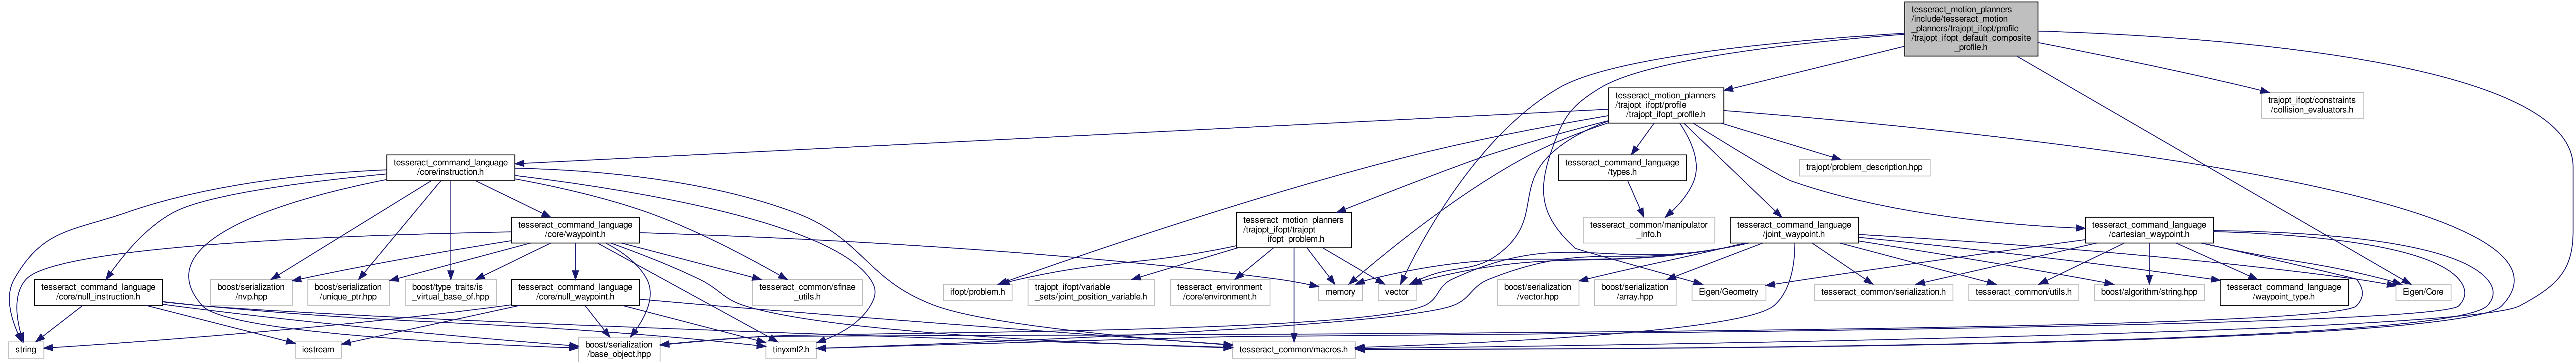 tesseract_motion_planners
/include/tesseract_motion
_planners/trajopt_ifopt/profile
/trajopt_ifopt_default_composite
_profile.h
tesseract_motion_planners
/trajopt_ifopt/profile
/trajopt_ifopt_profile.h
trajopt_ifopt/constraints
/collision_evaluators.h
tesseract_command_language
/core/instruction.h
tesseract_command_language
/types.h
trajopt/problem_description.hpp
tesseract_command_language
/core/waypoint.h
tesseract_motion_planners
/trajopt_ifopt/trajopt
_ifopt_problem.h
tesseract_common/manipulator
_info.h
tesseract_command_language
/joint_waypoint.h
tesseract_command_language
/cartesian_waypoint.h
tesseract_command_language
/core/null_instruction.h
boost/serialization
/nvp.hpp
boost/serialization
/unique_ptr.hpp
boost/type_traits/is
_virtual_base_of.hpp
tesseract_command_language
/core/null_waypoint.h
tesseract_common/sfinae
_utils.h
ifopt/problem.h
trajopt_ifopt/variable
_sets/joint_position_variable.h
tesseract_environment
/core/environment.h
memory
vector
boost/serialization
/vector.hpp
boost/serialization
/array.hpp
Eigen/Geometry
tesseract_common/serialization.h
tesseract_common/utils.h
boost/algorithm/string.hpp
tesseract_command_language
/waypoint_type.h
Eigen/Core
string
iostream
boost/serialization
/base_object.hpp
tinyxml2.h
tesseract_common/macros.h